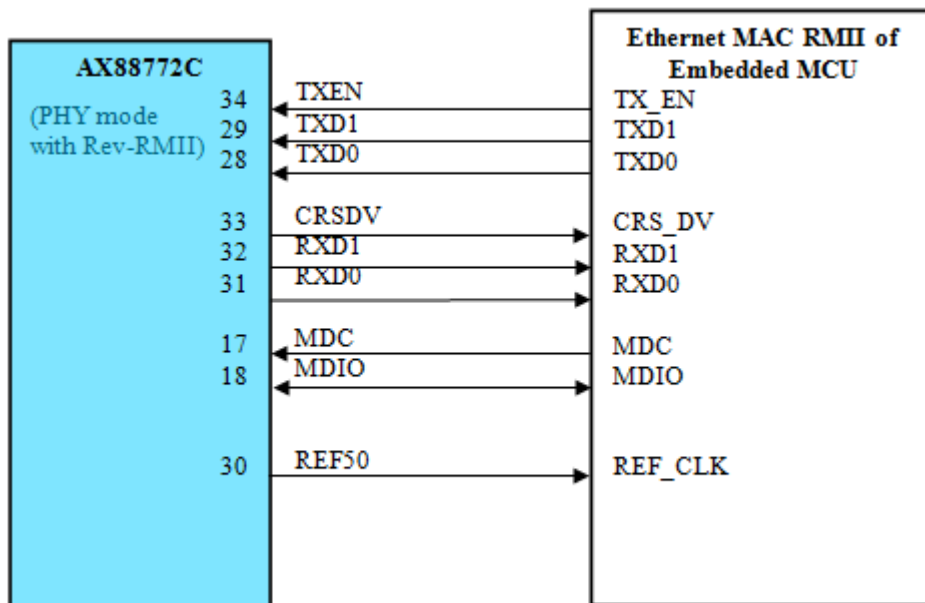 AX88772C
(PHY mode
with Rev-RMII)
Ethernet MAC RMII of
Embedded MCU
34 TXEN TX_EN
29 TXD1 TXD1
28 TXD0 TXD0
33 CRSDV CRS_DV
32 RXD1 RXD1
31 RXD0 RXD0
17 MDC MDC
18 MDIO MDIO
30 REF50 REF_CLK